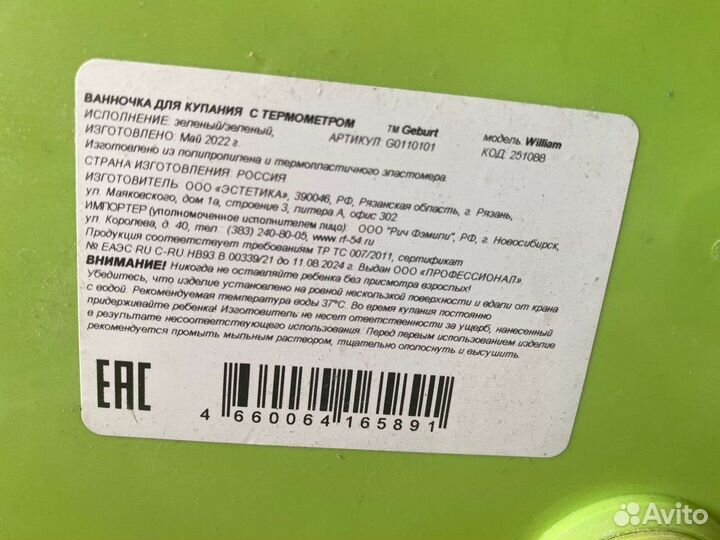 ВАННОЧКА ДЛЯ КУПАНИЯ С ТЕРМОМЕТРОМ ™ Geburt модель William
ИСПОЛНЕНИЕ: зеленый/зеленый, АРТИКУЛ: G0110101 КОД: 251088
ИЗГОТОВЛЕНО: Май 2022 г.
Изготовлено из полипропилена и термопластичного эластомера.
СТРАНА ИЗГОТОВЛЕНИЯ: РОССИЯ
ИЗГОТОВИТЕЛЬ: ООО «ЭСТЕТИКА», 390046, РФ, Рязанская область, г. Рязань,
ул. Маяковского, дом 1а, строение 3, литера А, офис 302
ИМПОРТЕР (уполномоченное исполнителем лицо): ООО "Рич Фэмили", РФ, г. Новосибирск,
ул. Королева, д. 40, тел.: (383) 240-80-05, www.rf-54.ru
Продукция соответствует требованиям ТР ТС 007/2011, сертификат
№ ЕАЭС RU C-RU НВ93 В 00339/21 до 11.08.2024 г. Выдан ООО «ПРОФЕССИОНАЛ»
ВНИМАНИЕ! Никогда не оставляйте ребенка без присмотра взрослых!
Убедитесь, что изделие установлено на ровной нескользкой поверхности и вдали от крана
с водой. Рекомендуемая температура воды 37°С. Во время купания постоянно
придерживайте ребенка! Изготовитель не несет ответственности за ущерб, нанесенный
в результате несоответствующего использования. Перед первым использованием изделие
рекомендуется промыть мыльным раствором, тщательно ополоснуть и высушить.
ЕАС
4 660064 165891
Avito